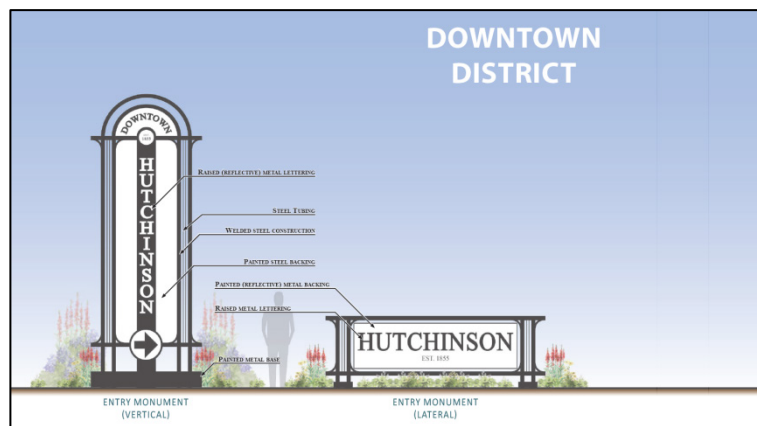 DOWNTOWN
DISTRICT
DOWNTOWN
1855
HUTCHINSON
RAISED (REFLECTIVE) METAL LETTERING
STEEL TUBING
WELDED STEEL CONSTRUCTION
PAINTED STEEL BACKING
PAINTED (REFLECTIVE) METAL BACKING
RAISED METAL LETTERING
HUTCHINSON
EST. 1855
PAINTED METAL BASE
ENTRY MONUMENT
(VERTICAL)
ENTRY MONUMENT
(LATERAL)